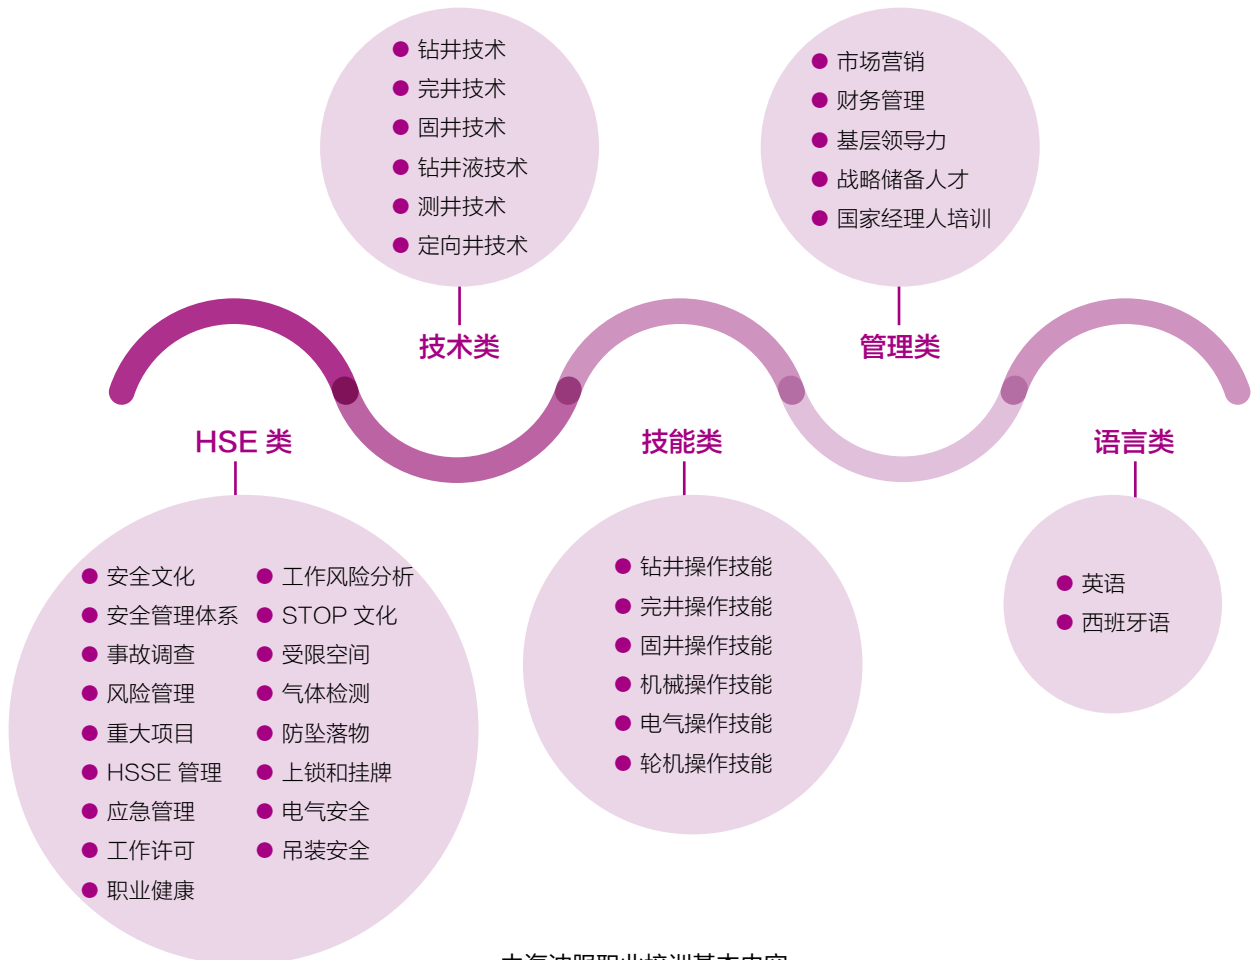 钻井技术
完井技术
固井技术
钻井液技术
测井技术
定向井技术
技术类
市场营销
财务管理
基层领导力
战略储备人才
国家经理人培训
管理类
HSE 类
安全文化
安全管理体系
事故调查
风险管理
重大项目
HSSE 管理
应急管理
工作许可
职业健康
工作风险分析
STOP 文化
受限空间
气体检测
防坠落物
上锁和挂牌
电气安全
吊装安全
技能类
钻井操作技能
完井操作技能
固井操作技能
机械操作技能
电气操作技能
轮机操作技能
语言类
英语
西班牙语